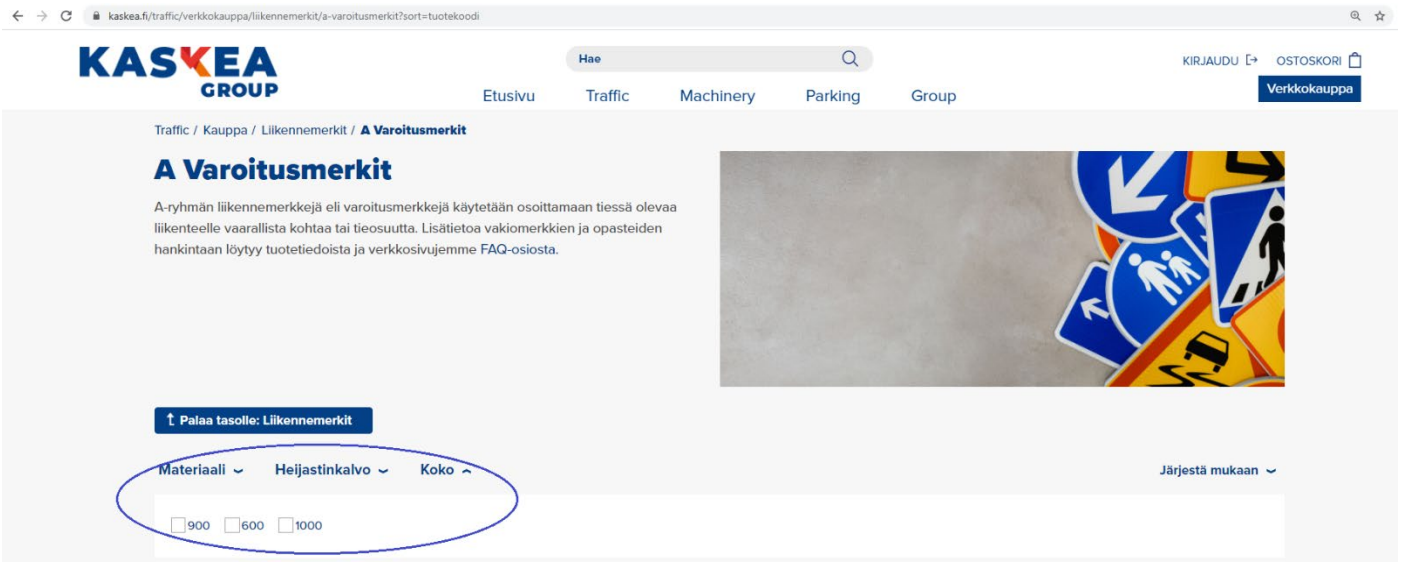 kaskea.fi/traffic/verkkokauppa/liikennemerkit/a-varoitusmerkit?sort=tuotekoodi
KASKEA
GROUP
Hae
KIRJAUDU
OSTOSKORI
Verkkokauppa
Etusivu
Traffic
Machinery
Parking
Group
Traffic / Kauppa / Liikennemerkit / A Varoitusmerkit
A Varoitusmerkit
A-ryhmän liikennemerkkejä eli varoitusmerkkejä käytetään osoittamaan tiessä olevaa
liikenteelle vaarallista kohtaa tai tieosuutta. Lisätietoa vakiomerkkien ja opasteiden
hankintaan löytyy tuotetiedoista ja verkkosivujemme FAQ-osiosta.
Palaa tasolle: Liikennemerkit
Materiaali
Heijastinkalvo
Koko
Järjestä mukaan
900
600
1000